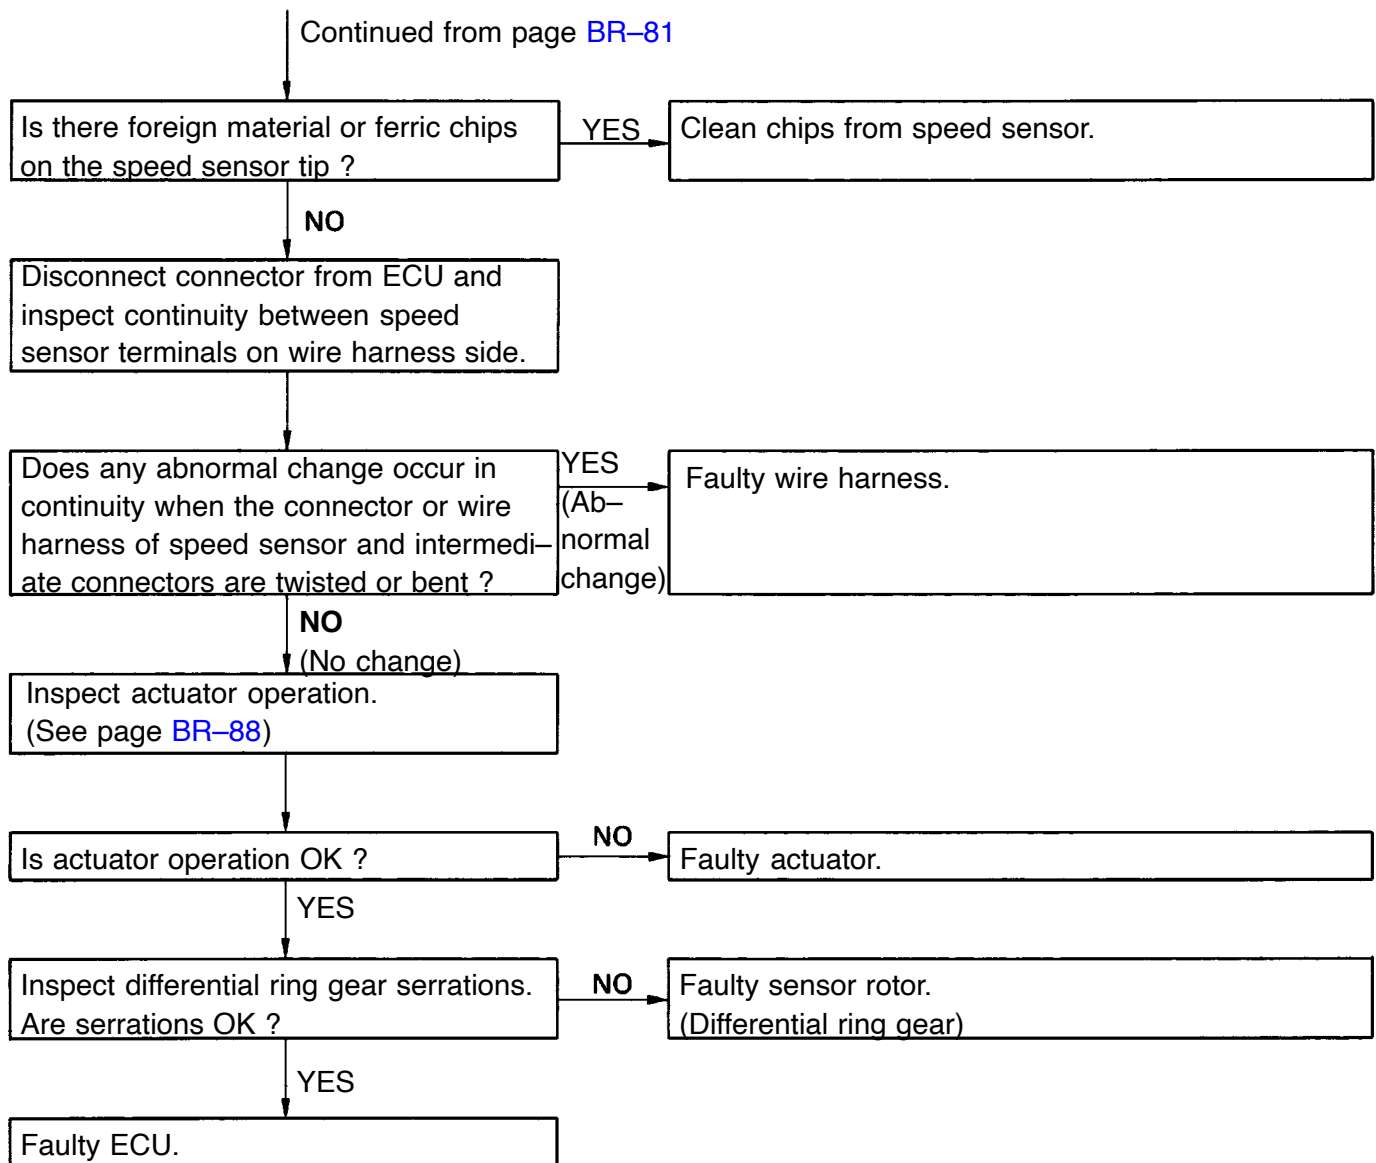 Continued from page BR–81
Is there foreign material or ferric chips
on the speed sensor tip ?
YES
Clean chips from speed sensor.
NO
Disconnect connector from ECU and
inspect continuity between speed
sensor terminals on wire harness side.
Does any abnormal change occur in
continuity when the connector or wire
harness of speed sensor and intermedi–
ate connectors are twisted or bent ?
YES
(Ab–
normal
change)
Faulty wire harness.
NO
(No change)
Inspect actuator operation.
(See page BR–88)
Is actuator operation OK ?
NO
Faulty actuator.
YES
Inspect differential ring gear serrations.
Are serrations OK ?
NO
Faulty sensor rotor.
(Differential ring gear)
YES
Faulty ECU.